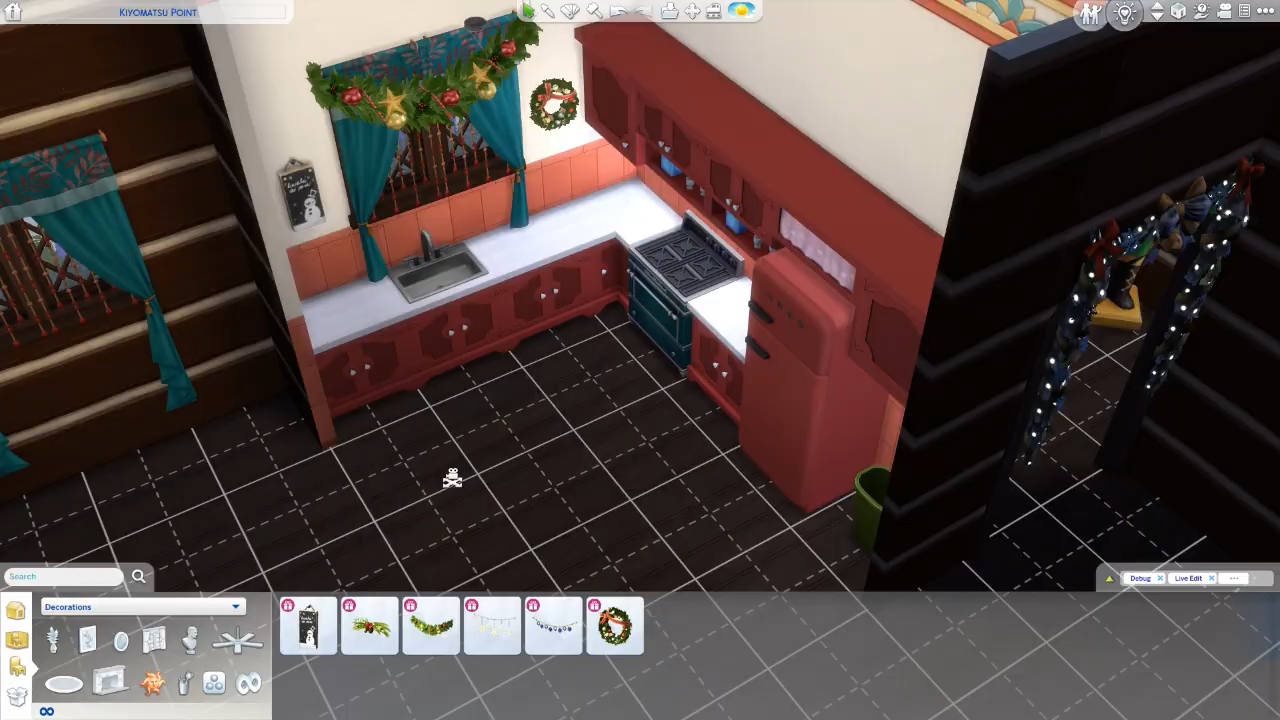 KIYOMATSU POINT
Debug
Live Edit
Search
Decorations